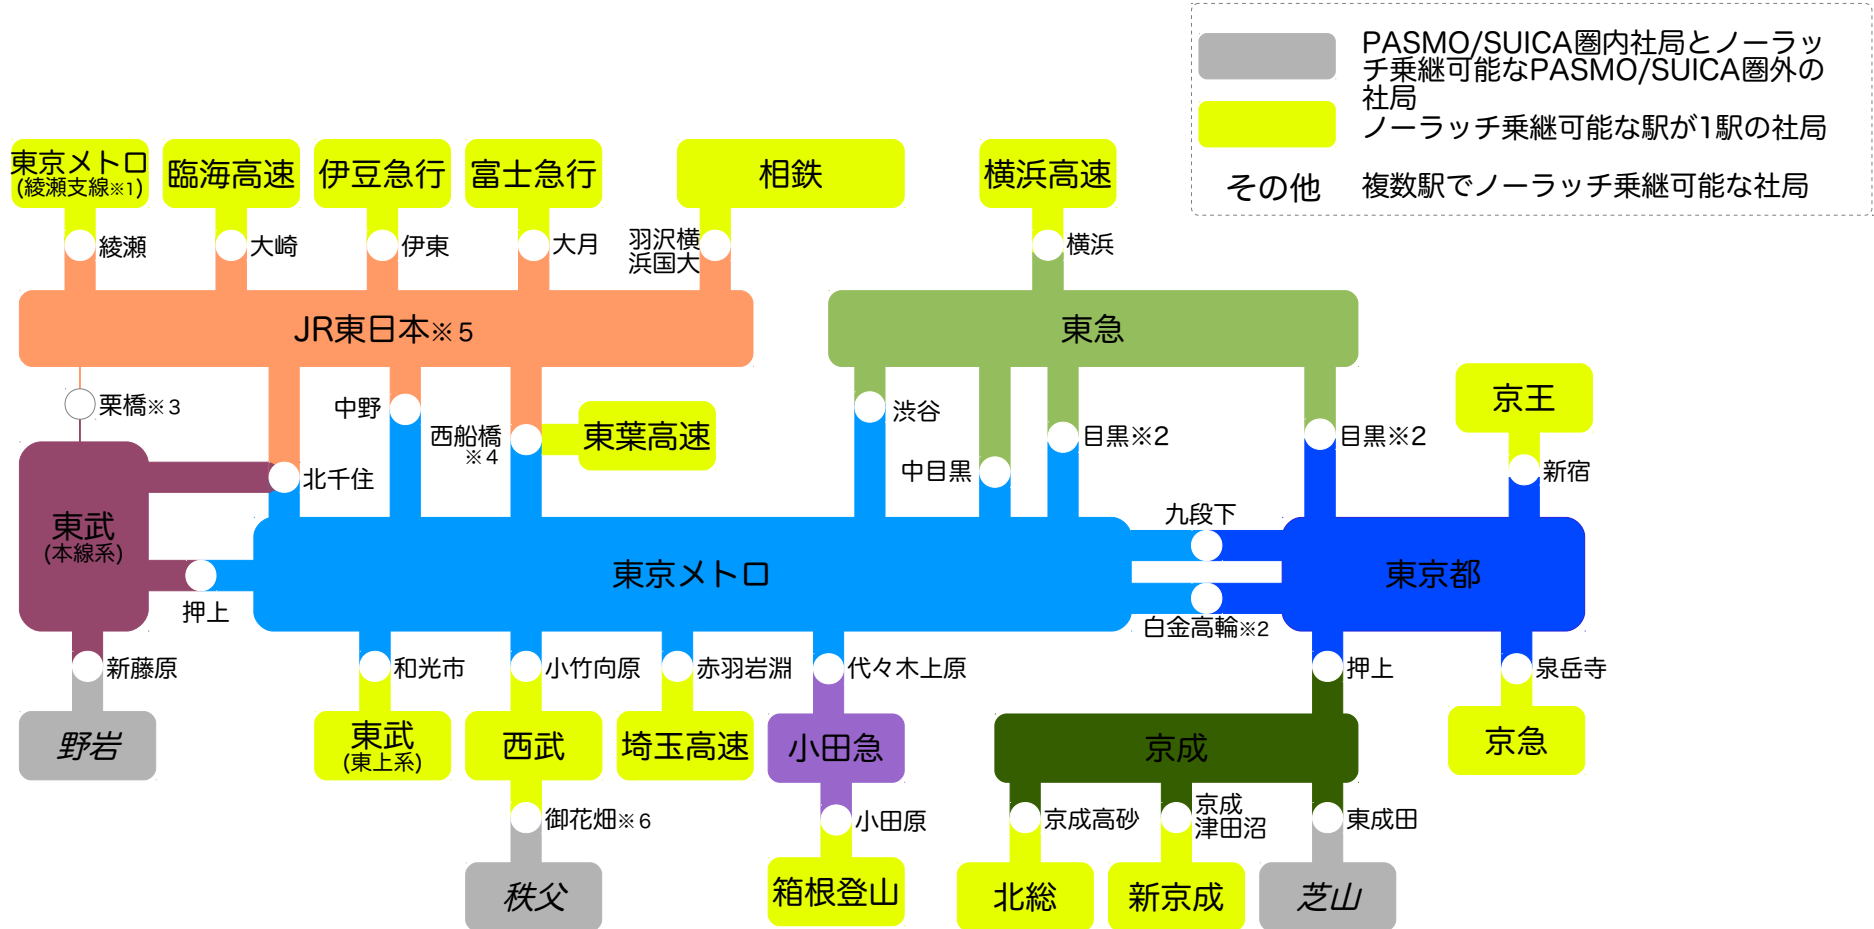 PASMO/SUICA圏内社局とノーラッ
チ乗継可能なPASMO/SUICA圏外の
社局
ノーラッチ乗継可能な駅が1駅の社局
その他 複数駅でノーラッチ乗継可能な社局
東京メトロ
(綾瀬支線※1)
臨海高速
伊豆急行
富士急行
相鉄
横浜高速
綾瀬
大崎
伊東
大月
羽沢横
浜国大
横浜
JR東日本※5
東急
栗橋※3
中野
西船橋
※4
東葉高速
渋谷
中目黒
目黒※2
目黒※2
京王
新宿
北千住
東武
(本線系)
押上
東京メトロ
九段下
白金高輪※2
東京都
新藤原
和光市
小竹向原
赤羽岩淵
代々木上原
押上
泉岳寺
野岩
東武
(東上系)
西武
埼玉高速
小田急
京成
京急
御花畑※6
小田原
京成高砂
京成
津田沼
東成田
秩父
箱根登山
北総
新京成
芝山